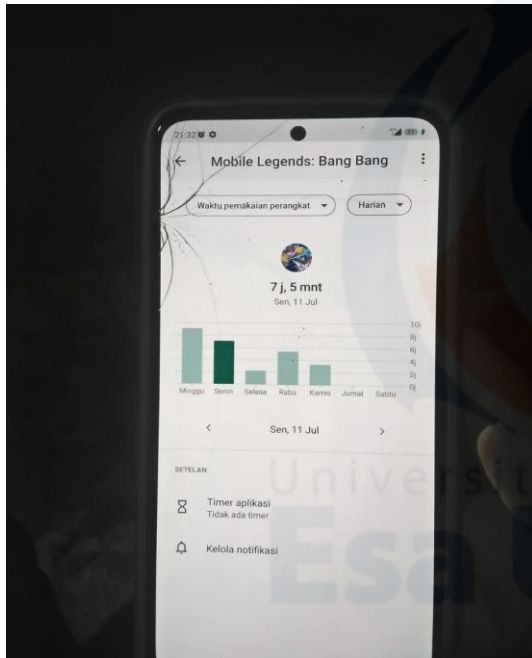 21:32
Mobile Legends: Bang Bang
Waktu pemakaian perangkat
Harian
7 j, 5 mnt
Sen, 11 Jul
10j
8j
6j
4j
2j
0j
Minggu Senin Selasa Rabu Kamis Jumat Sabtu
Sen, 11 Jul
SETELAN
Timer aplikasi
Tidak ada timer
Kelola notifikasi
Universit
Esa